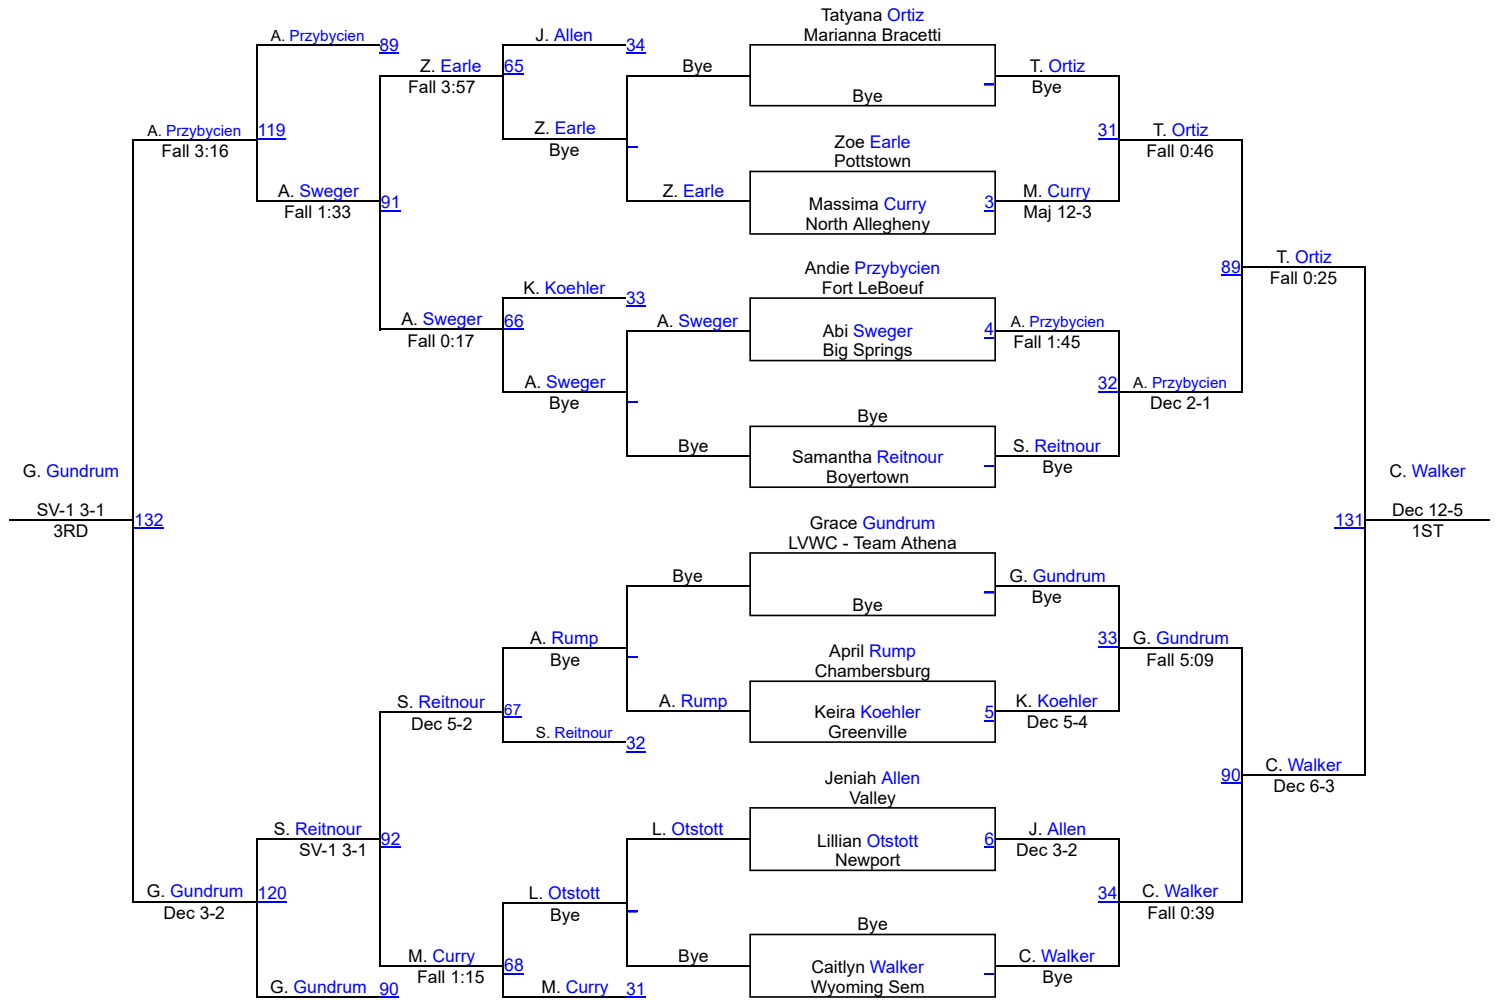 Tatyana Ortiz
Marianna Bracetti
A. Przybycien 89
J. Allen 34
Z. Earle 65
Fall 3:57
Bye
Bye
T. Ortiz
Bye
A. Przybycien 119
Fall 3:16
Z. Earle
Bye
Zoe Earle
Pottstown
31
T. Ortiz
Fall 0:46
A. Sweger
Fall 1:33
91
Z. Earle
Massima Curry 3
North Allegheny
M. Curry
Maj 12-3
Andie Przybycien
Fort LeBoeuf
89
T. Ortiz
Fall 0:25
K. Koehler 33
A. Sweger 66
Fall 0:17
A. Sweger
Abi Sweger 4
Big Springs
A. Przybycien
Fall 1:45
A. Sweger
Bye
32
A. Przybycien
Dec 2-1
Bye
Bye
Samantha Reitnour
Boyertown
S. Reitnour
Bye
G. Gundrum
SV-1 3-1
3RD
132
C. Walker
131
Dec 12-5
1ST
Grace Gundrum
LVWC - Team Athena
Bye
Bye
G. Gundrum
Bye
A. Rump
Bye
April Rump
Chambersburg
33
G. Gundrum
Fall 5:09
S. Reitnour 67
Dec 5-2
A. Rump
Keira Koehler 5
Greenville
K. Koehler
Dec 5-4
S. Reitnour 32
Jeniah Allen
Valley
90
C. Walker
Dec 6-3
S. Reitnour
SV-1 3-1
92
L. Otstott
Lillian Otstott 6
Newport
J. Allen
Dec 3-2
G. Gundrum 120
Dec 3-2
L. Otstott
Bye
34
C. Walker
Fall 0:39
Bye
M. Curry 68
Fall 1:15
Bye
Caitlyn Walker
Wyoming Sem
C. Walker
Bye
G. Gundrum 90
M. Curry 31